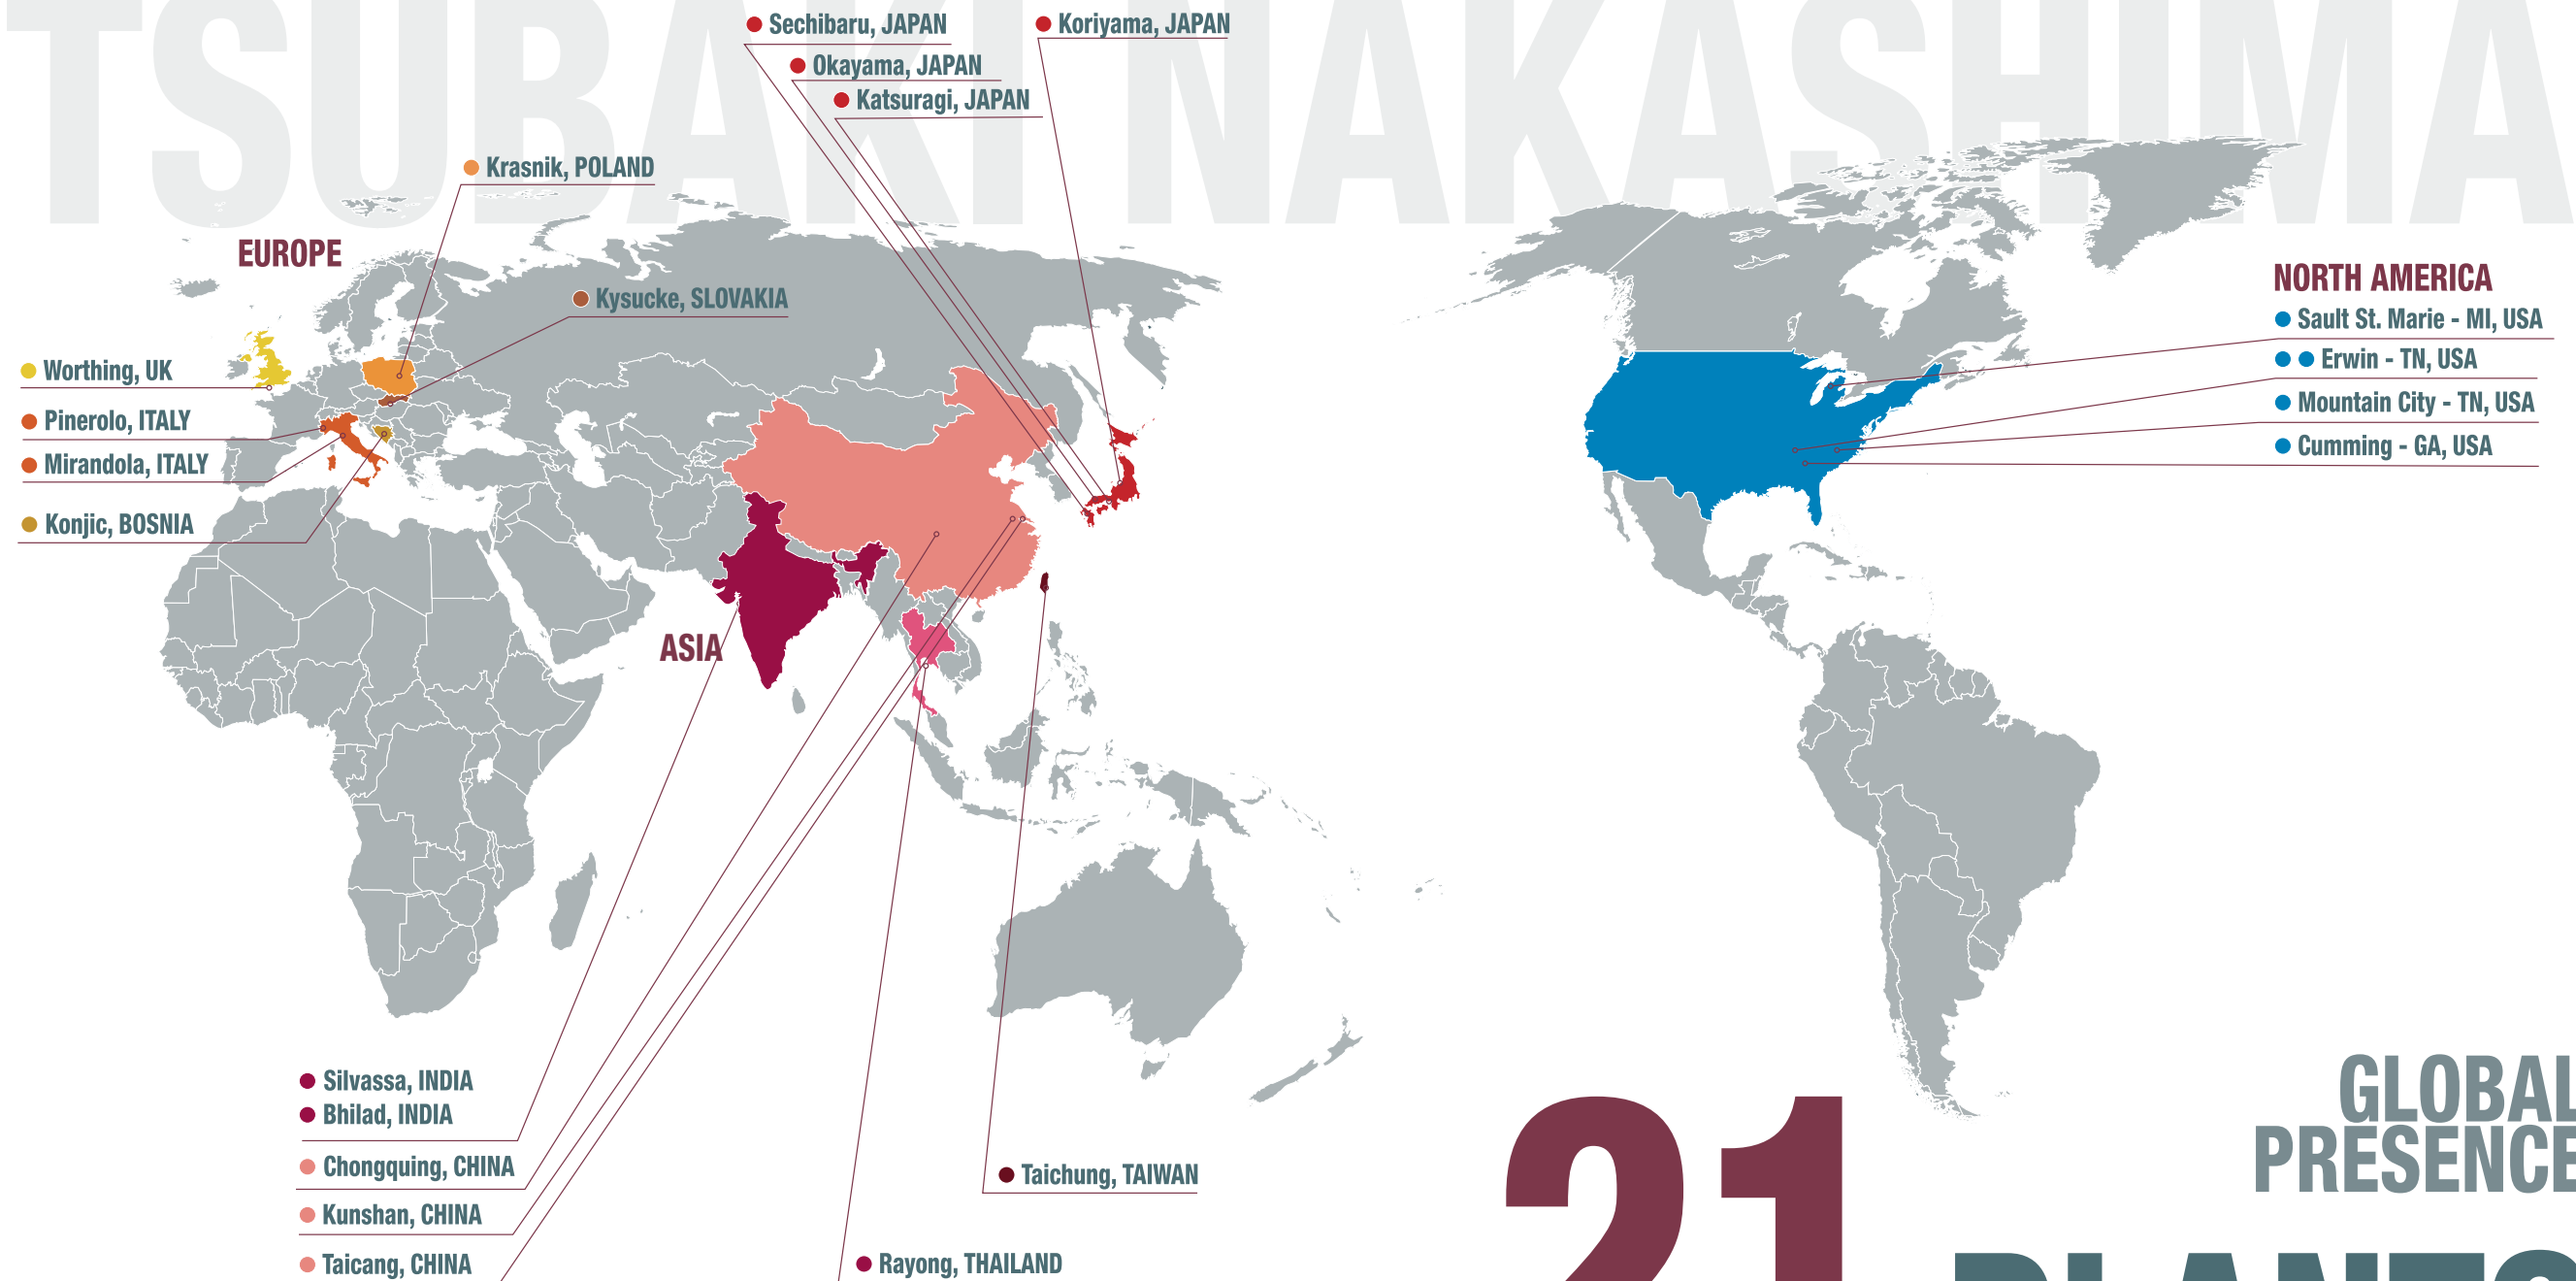 TSUBAKI NAKASHIMA
Sechibaru, JAPAN
Koriyama, JAPAN
Okayama, JAPAN
Katsuragi, JAPAN
Krasnik, POLAND
EUROPE
Kysucke, SLOVAKIA
Worthing, UK
Pinerolo, ITALY
Mirandola, ITALY
Konjic, BOSNIA
NORTH AMERICA
Sault St. Marie - MI, USA
Erwin - TN, USA
Mountain City - TN, USA
Cumming - GA, USA
ASIA
Silvassa, INDIA
Bhilad, INDIA
Chongquing, CHINA
Kunshan, CHINA
Taicang, CHINA
Taichung, TAIWAN
Rayong, THAILAND
GLOBAL
PRESENCE
21
PLANTS